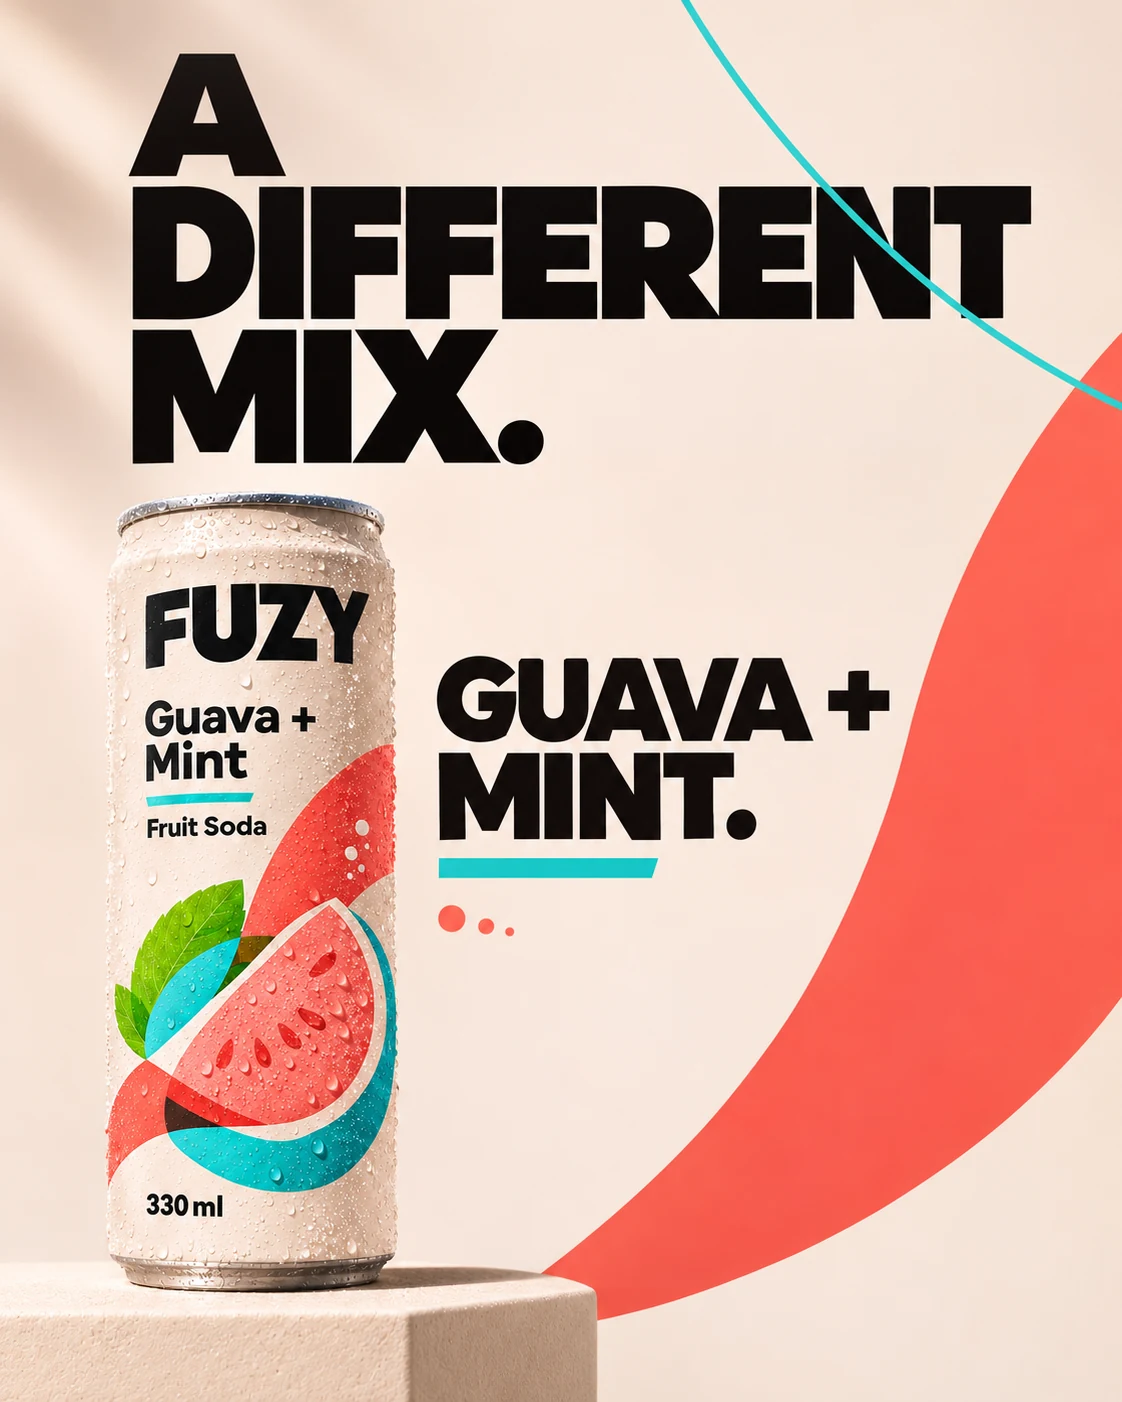 A
DIFFERENT
MIX.
FUZY
Guava +
Mint
Fruit Soda
330 ml
GUAVA +
MINT.